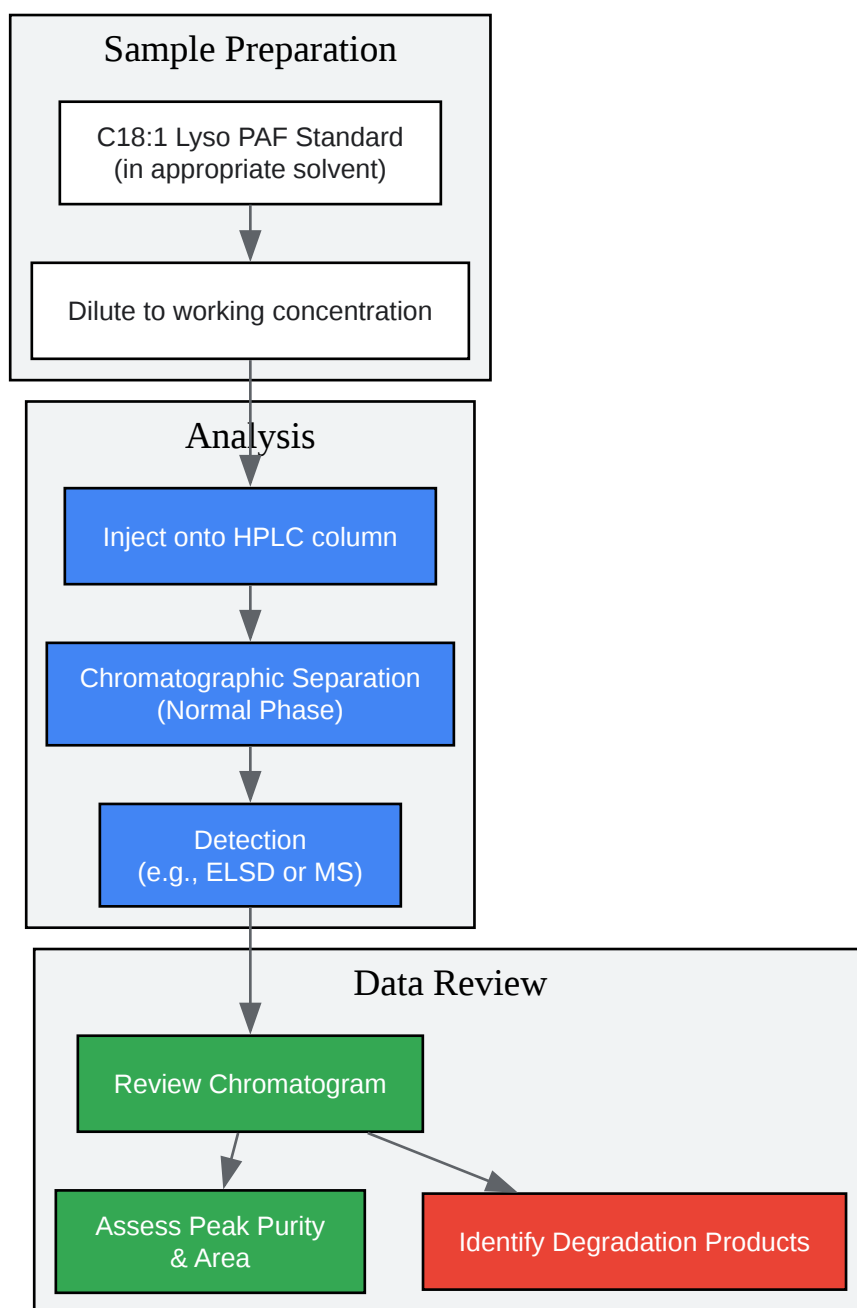 Sample Preparation
C18:1 Lyso PAF Standard
(in appropriate solvent)
Dilute to working concentration
Analysis
Inject onto HPLC column
Chromatographic Separation
(Normal Phase)
Detection
(e.g., ELSD or MS)
Data Review
Review Chromatogram
Assess Peak Purity
& Area
Identify Degradation Products